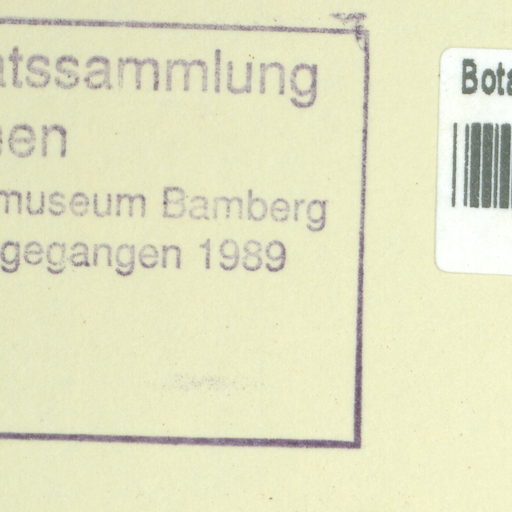 atssammlung
en
museum Bamberg
gegangen 1989
Bota